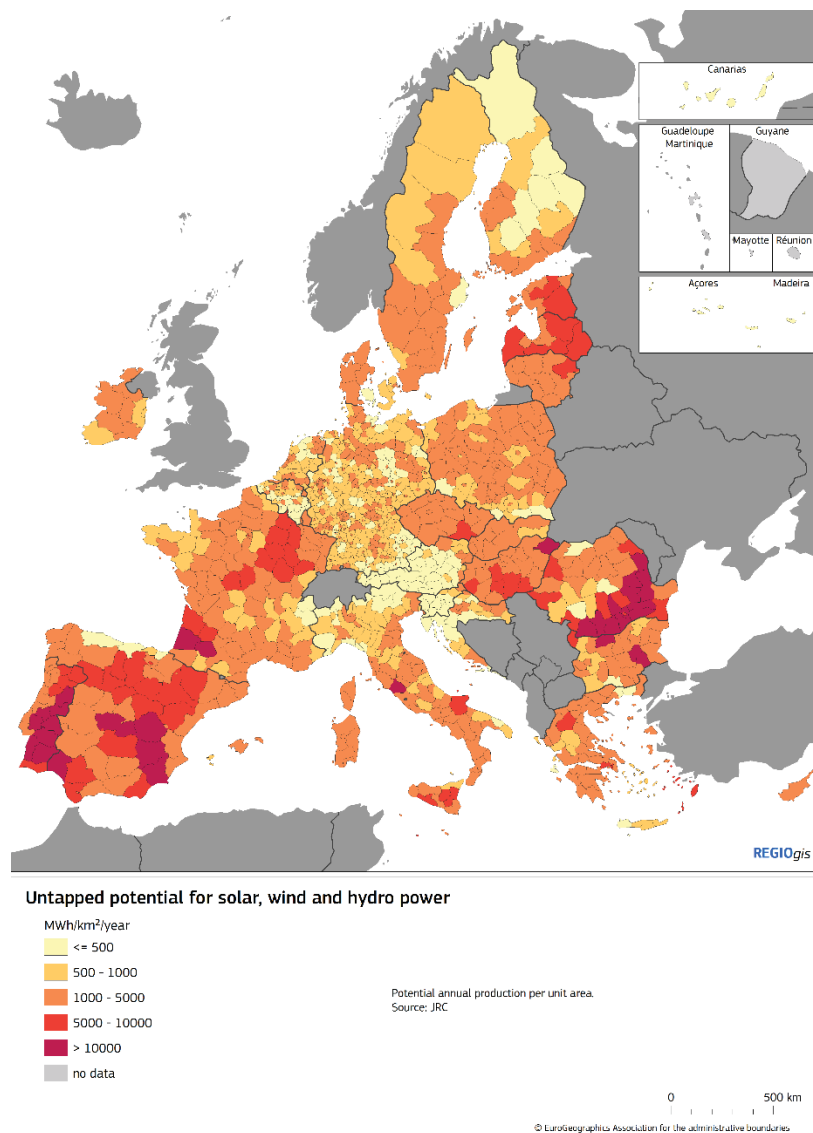 Canarias
Guadeloupe
Martinique
Guyane
Mayotte
Réunion
Açores
Madeira
REGIOgis
Untapped potential for solar, wind and hydro power
MWh/km²/year
<= 500
500 - 1000
1000 - 5000
5000 - 10000
> 10000
no data
Potential annual production per unit area.
Source: JRC
0
500 km
© EuroGeographics Association for the administrative boundaries